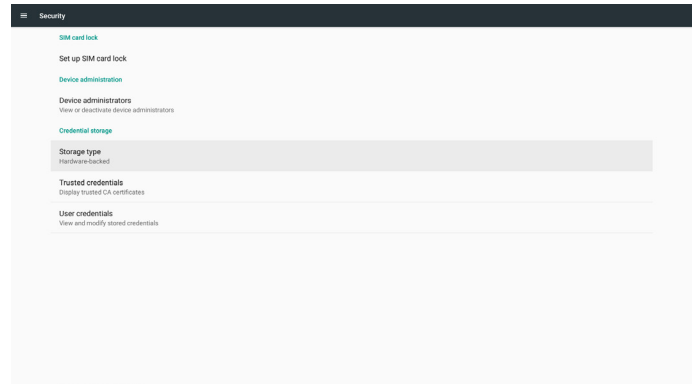 Security
SIM card lock
Set up SIM card lock
Device administration
Device administrators
View or deactivate device administrators
Credential storage
Storage type
Hardware-backed
Trusted credentials
Display trusted CA certificates
User credentials
View and modify stored credentials